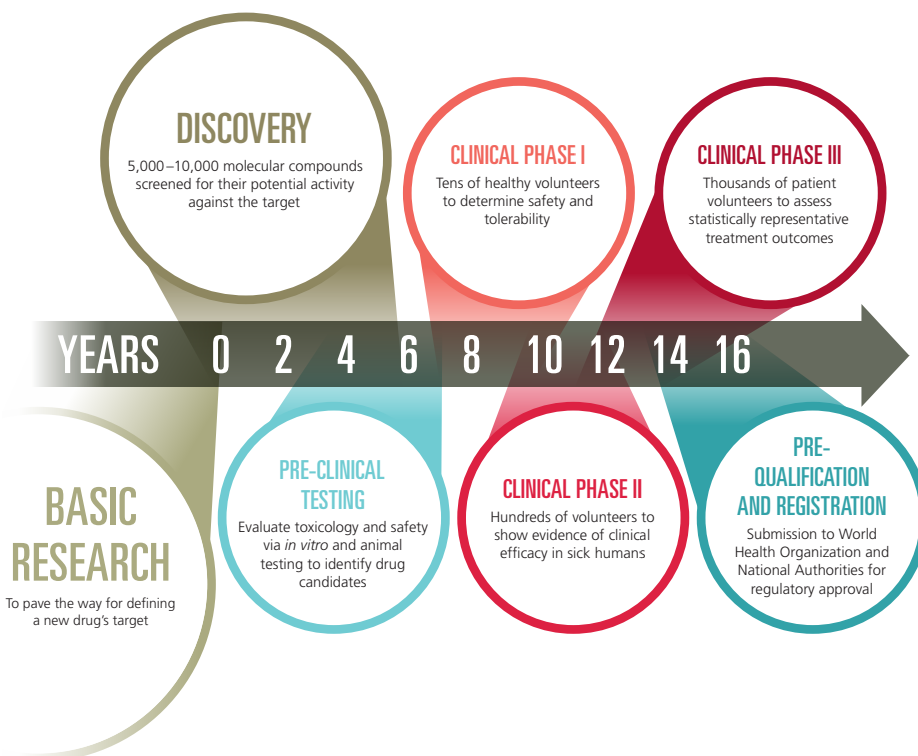 DISCOVERY
5,000–10,000 molecular compounds
screened for their potential activity
against the target
CLINICAL PHASE I
Tens of healthy volunteers
to determine safety and
tolerability
CLINICAL PHASE III
Thousands of patient
volunteers to assess
statistically representative
treatment outcomes
YEARS 0 2 4 6 8 10 12 14 16
BASIC
RESEARCH
To pave the way for defining
a new drug's target
PRE-CLINICAL
TESTING
Evaluate toxicology and safety
via in vitro and animal
testing to identify drug
candidates
CLINICAL PHASE II
Hundreds of volunteers to
show evidence of clinical
efficacy in sick humans
PRE-
QUALIFICATION
AND REGISTRATION
Submission to World
Health Organization and
National Authorities for
regulatory approval